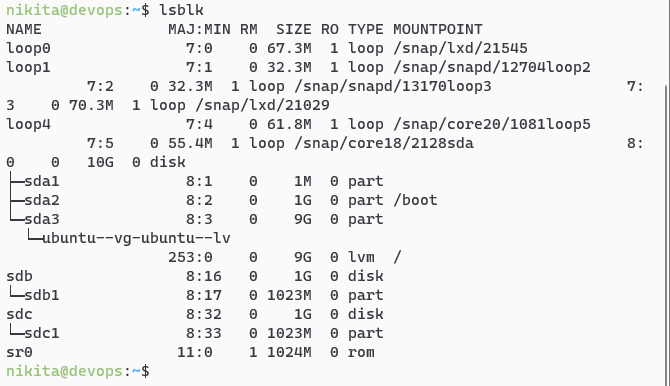 nikita@devops:~$ lsblk
NAME                      MAJ:MIN RM  SIZE RO TYPE MOUNTPOINT
loop0                       7:0    0 67.3M  1 loop /snap/lxd/21545
loop1                       7:1    0 32.3M  1 loop /snap/snapd/12704loop2
         7:2    0 32.3M  1 loop /snap/snapd/13170loop3               7:
3    0 70.3M  1 loop /snap/lxd/21029
loop4                       7:4    0 61.8M  1 loop /snap/core20/1081loop5
         7:5    0 55.4M  1 loop /snap/core18/2128sda                 8:
0    0   10G  0 disk
├─sda1                      8:1    0    1M  0 part
├─sda2                      8:2    0    1G  0 part /boot
└─sda3                      8:3    0    9G  0 part
  └─ubuntu--vg-ubuntu--lv
                          253:0    0    9G  0 lvm  /
sdb                         8:16   0    1G  0 disk
└─sdb1                      8:17   0 1023M  0 part
sdc                         8:32   0    1G  0 disk
└─sdc1                      8:33   0 1023M  0 part
sr0                        11:0    1 1024M  0 rom
nikita@devops:~$